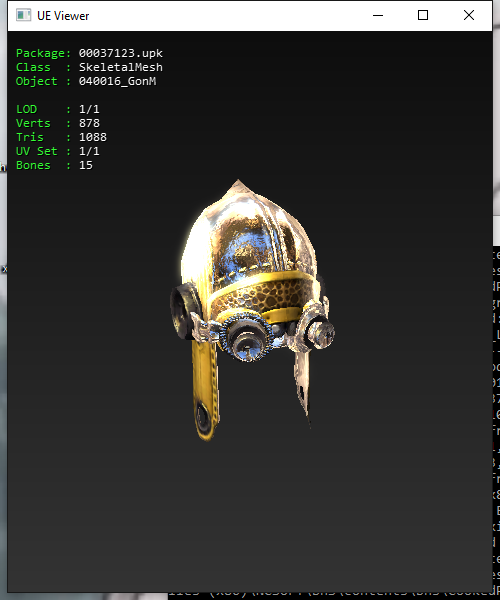 UE Viewer
Package: 00037123.upk
Class  : SkeletalMesh
Object : 040016_GonM
LOD    : 1/1
Verts  : 878
Tris   : 1088
UV Set : 1/1
Bones  : 15